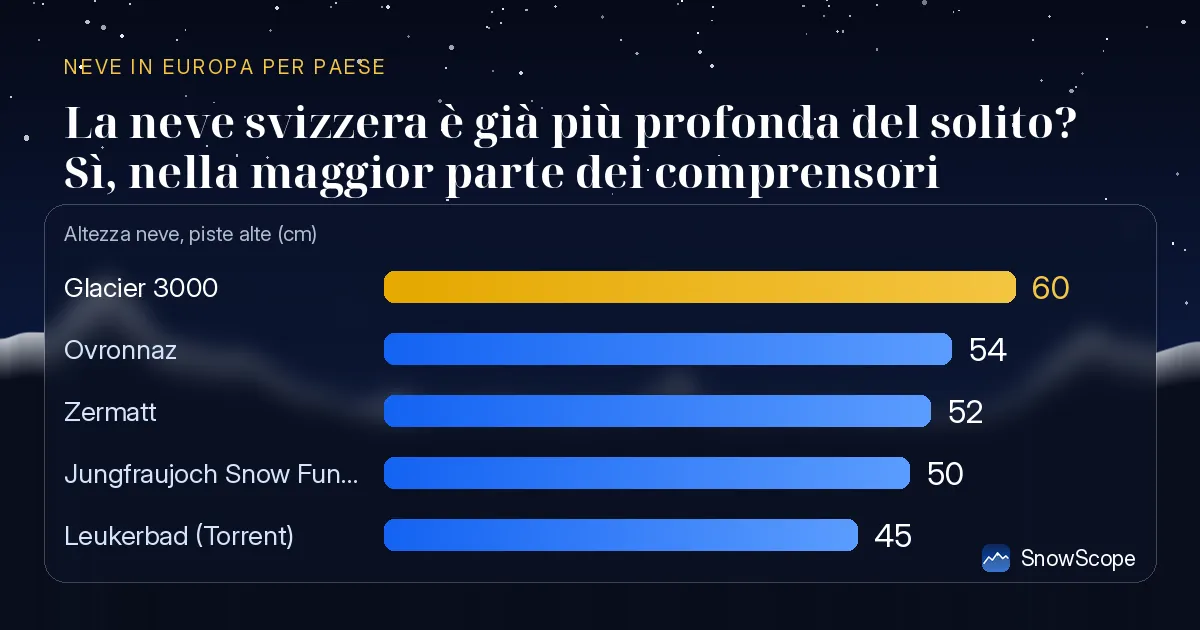 NEVE IN EUROPA PER PAESE
La neve svizzera è già più profonda del solito?
Sì, nella maggior parte dei comprensori
Altezza neve, piste alte (cm)
Glacier 3000 60
Ovronnaz 54
Zermatt 52
Jungfraujoch Snow Fun... 50
Leukerbad (Torrent) 45
SnowScope